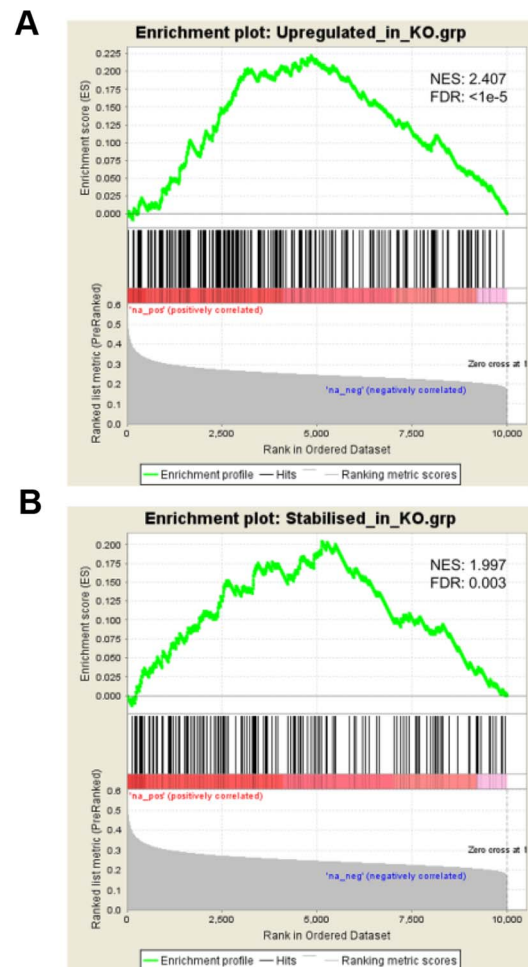 A
Enrichment plot: Upregulated_in_KO.grp
Enrichment score (ES)
0.225
0.200
0.175
0.150
0.125
0.100
0.075
0.050
0.025
0.000
NES: 2.407
FDR: <1e-5
Ranked list metric (PreRanked)
0.6
0.5
0.4
0.3
0.2
0.1
0.0
'na_pos' (positively correlated)
Zero cross at 1
'na_neg' (negatively correlated)
0 2,500 5,000 7,500 10,000
Rank in Ordered Dataset
Enrichment profile Hits Ranking metric scores
B
Enrichment plot: Stabilised_in_KO.grp
Enrichment score (ES)
0.200
0.175
0.150
0.125
0.100
0.075
0.050
0.025
0.000
NES: 1.997
FDR: 0.003
Ranked list metric (PreRanked)
0.6
0.5
0.4
0.3
0.2
0.1
0.0
'na_pos' (positively correlated)
Zero cross at 1
'na_neg' (negatively correlated)
0 2,500 5,000 7,500 10,000
Rank in Ordered Dataset
Enrichment profile Hits Ranking metric scores